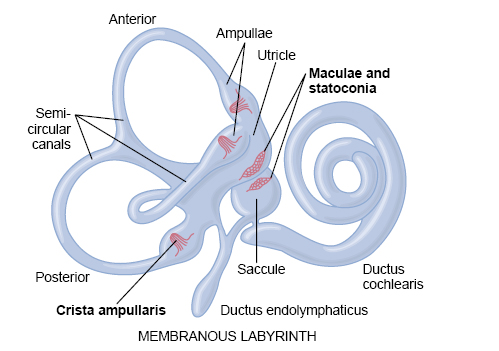 Anterior
Ampullae
Utricle
Maculae and
statoconia
Semi-
circular
canals
Posterior
Saccule
Ductus
cochlearis
Crista ampullaris
Ductus endolymphaticus
MEMBRANOUS LABYRINTH